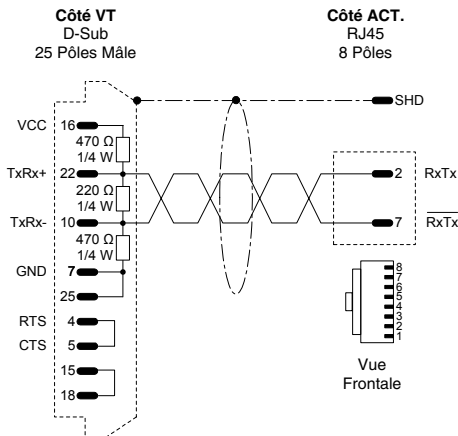 Côté VT
D-Sub
25 Pôles Mâle
Côté ACT.
RJ45
8 Pôles
SHD
VCC 16
470 Ω
1/4 W
TxRx+ 22
2 RxTx
220 Ω
1/4 W
TxRx- 10
7 RxTx
470 Ω
1/4 W
GND 7
25
RTS 4
CTS 5
15
18
8
7
6
5
4
3
2
1
Vue
Frontale